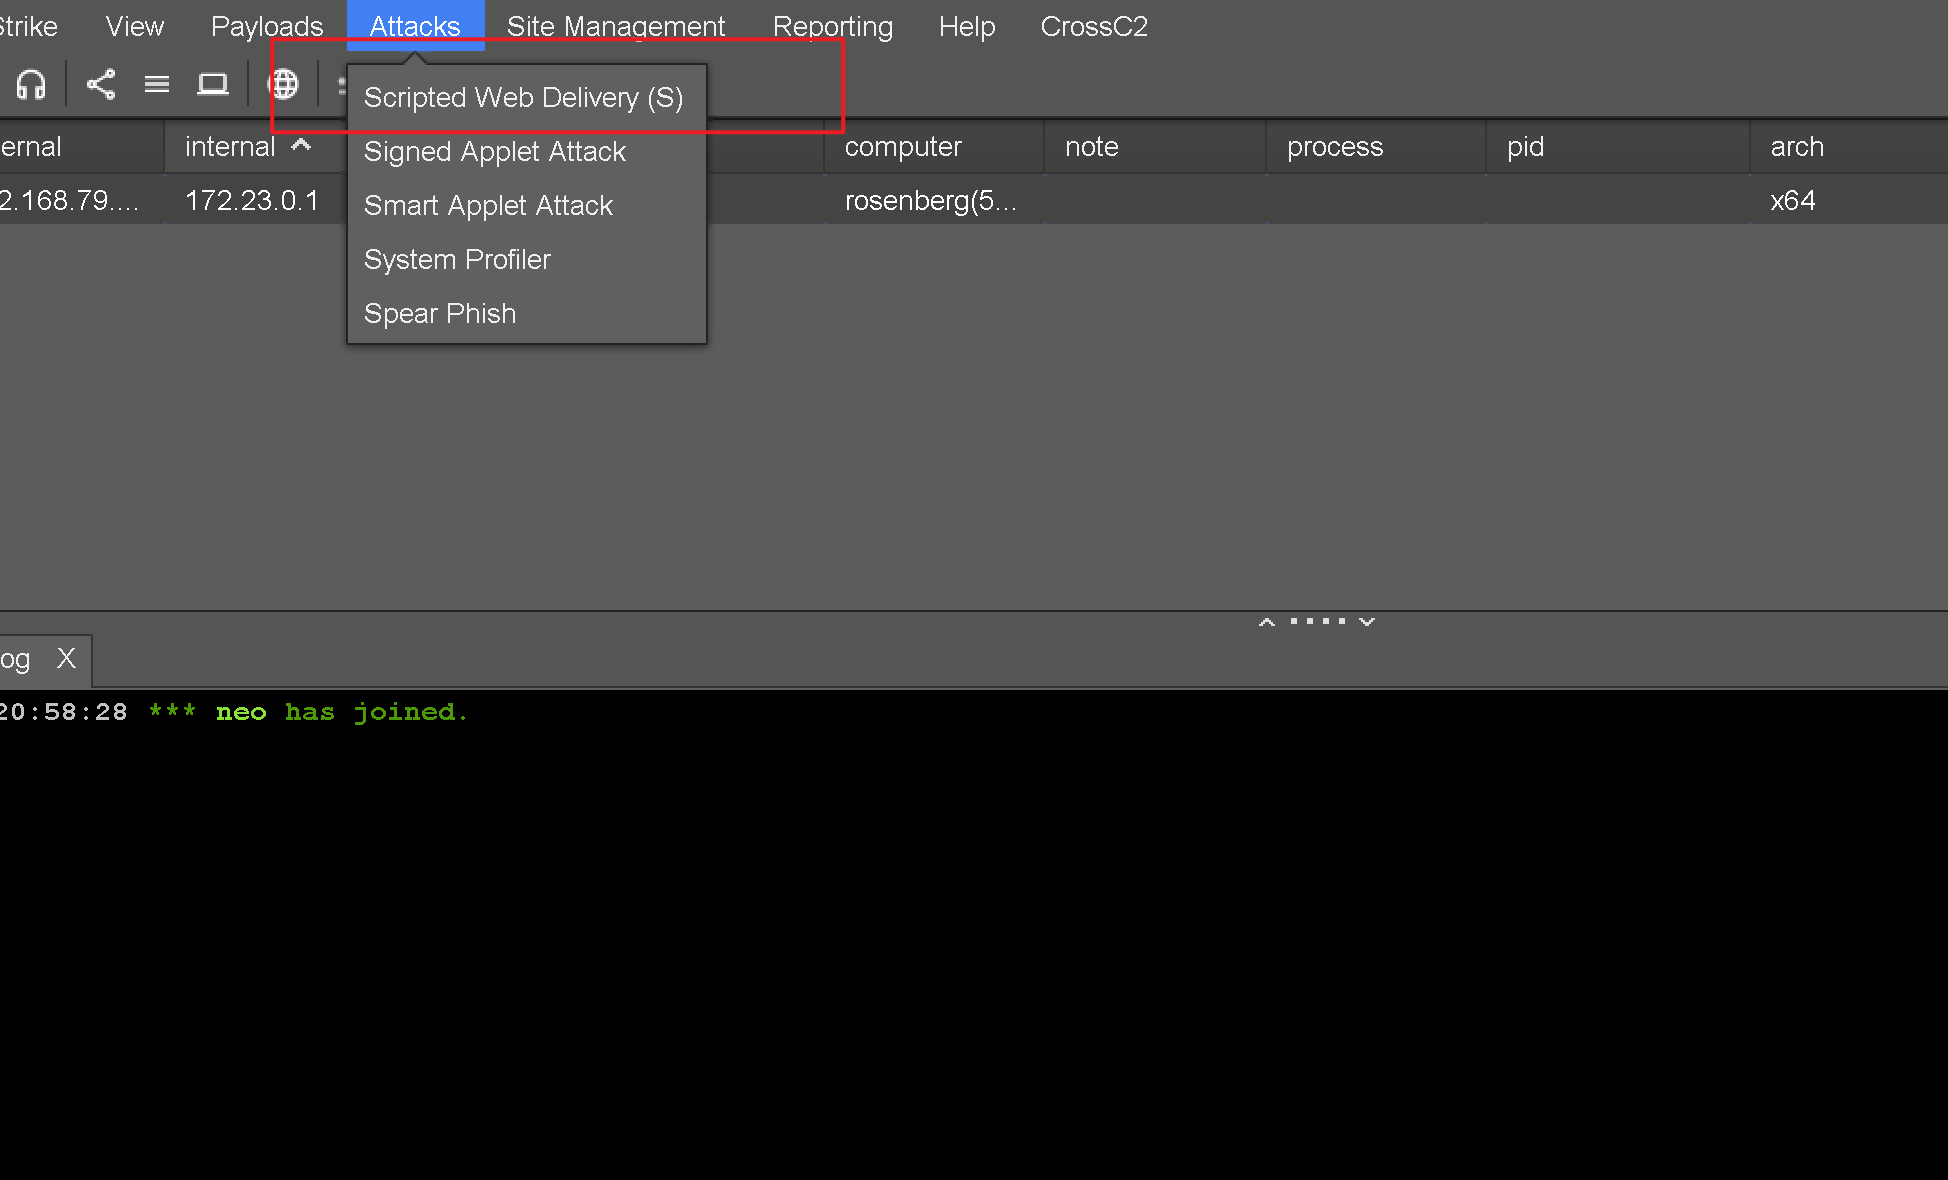 Strike View Payloads Attacks Site Management Reporting Help CrossC2
Scripted Web Delivery (S)
Signed Applet Attack
Smart Applet Attack
System Profiler
Spear Phish
ernal internal computer note process pid arch
2.168.79.... 172.23.0.1 rosenberg(5... x64
og X
20:58:28 *** neo has joined.